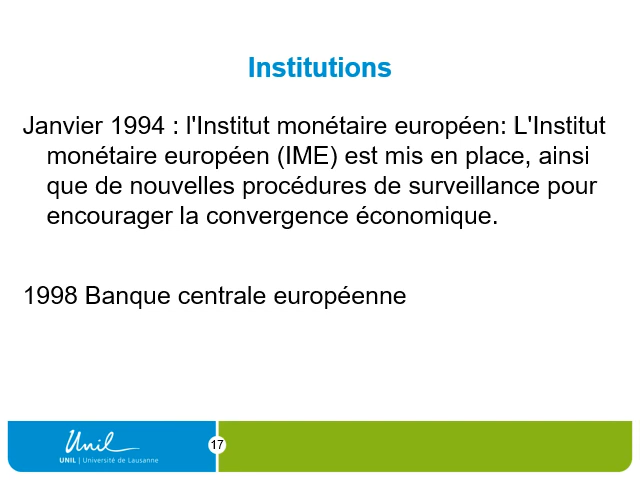 Institutions
Janvier 1994 : l'Institut monétaire européen: L'Institut
monétaire européen (IME) est mis en place, ainsi
que de nouvelles procédures de surveillance pour
encourager la convergence économique.
1998 Banque centrale européenne
Unil
UNIL | Université de Lausanne
17